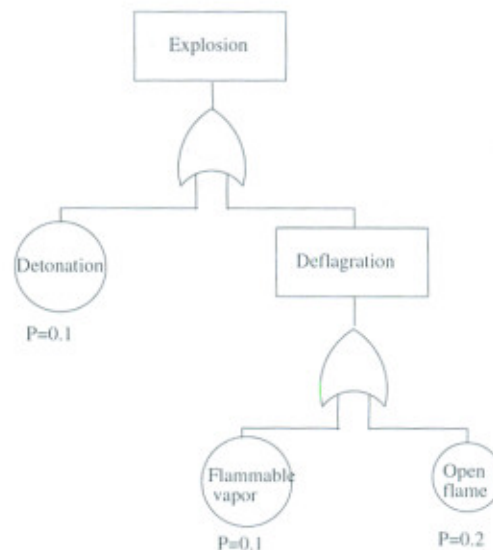 Explosion
Detonation
Deflagration
P=0.1
Flammable
vapor
Open
flame
P=0.1
P=0.2